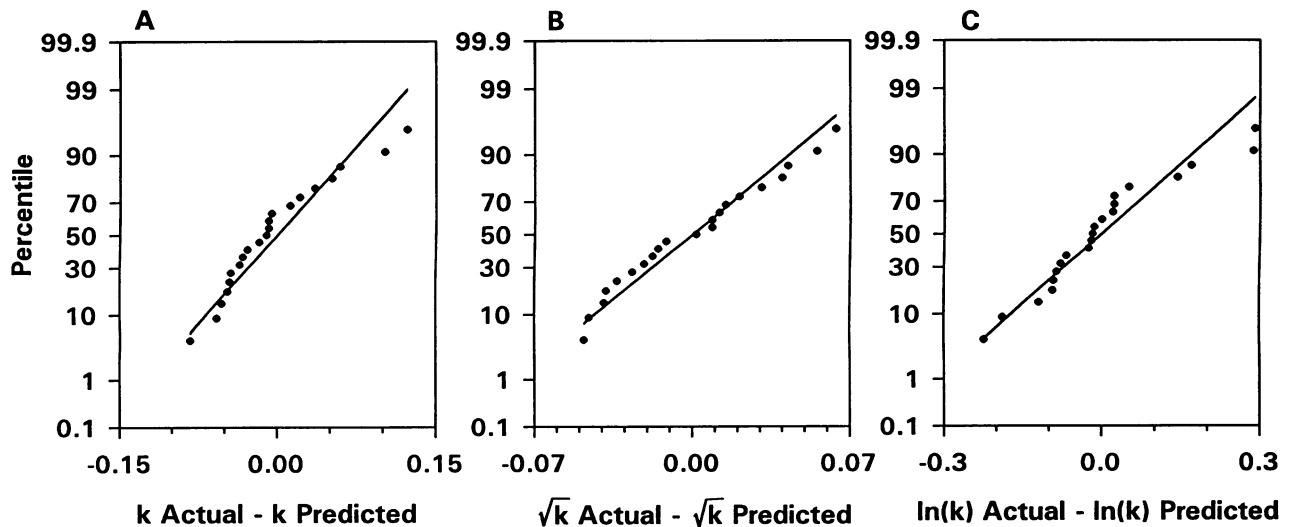 A
B
C
99.9
99
90
70
50
30
10
1
0.1
99.9
99
90
70
50
30
10
1
0.1
99.9
99
90
70
50
30
10
1
0.1
Percentile
-0.15 0.00 0.15
-0.07 0.00 0.07
-0.3 0.0 0.3
k Actual - k Predicted
√k Actual - √k Predicted
ln(k) Actual - ln(k) Predicted